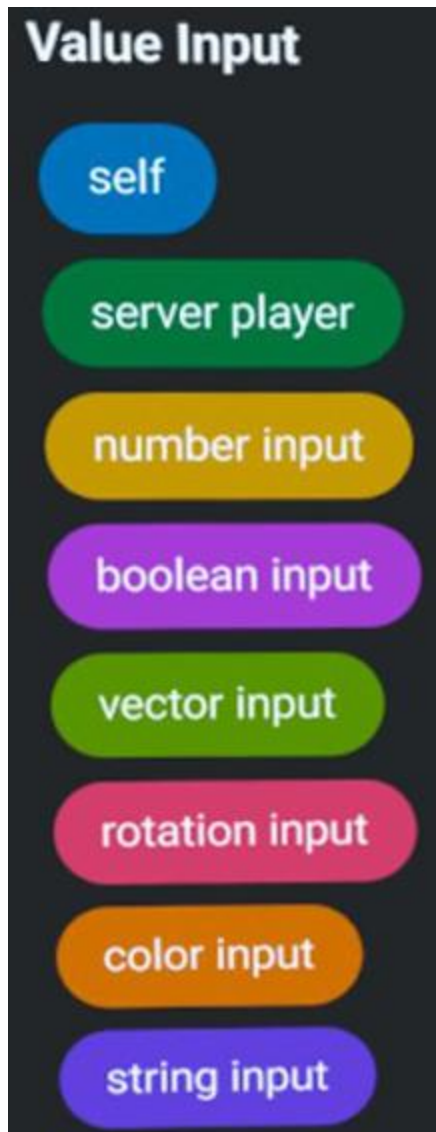 Value Input
self
server player
number input
boolean input
vector input
rotation input
color input
string input